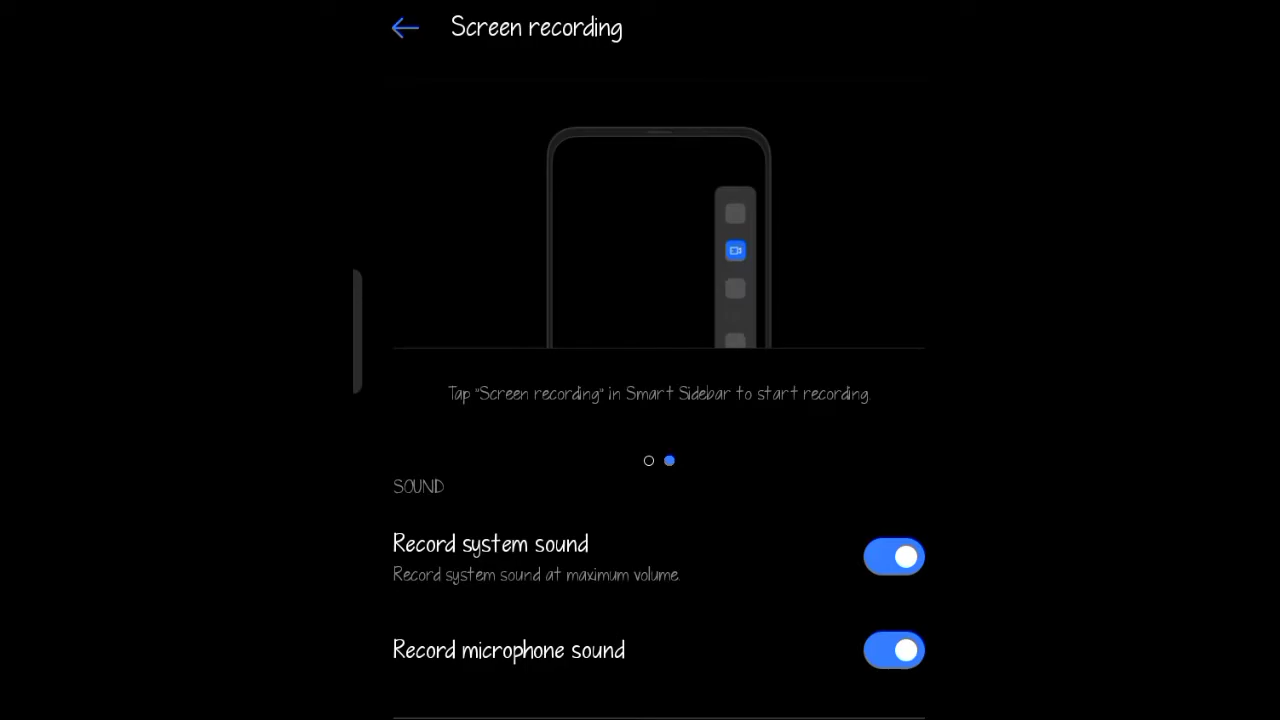 Screen recording
Tap "Screen recording" in Smart Sidebar to start recording.
SOUND
Record system sound
Record system sound at maximum volume.
Record microphone sound